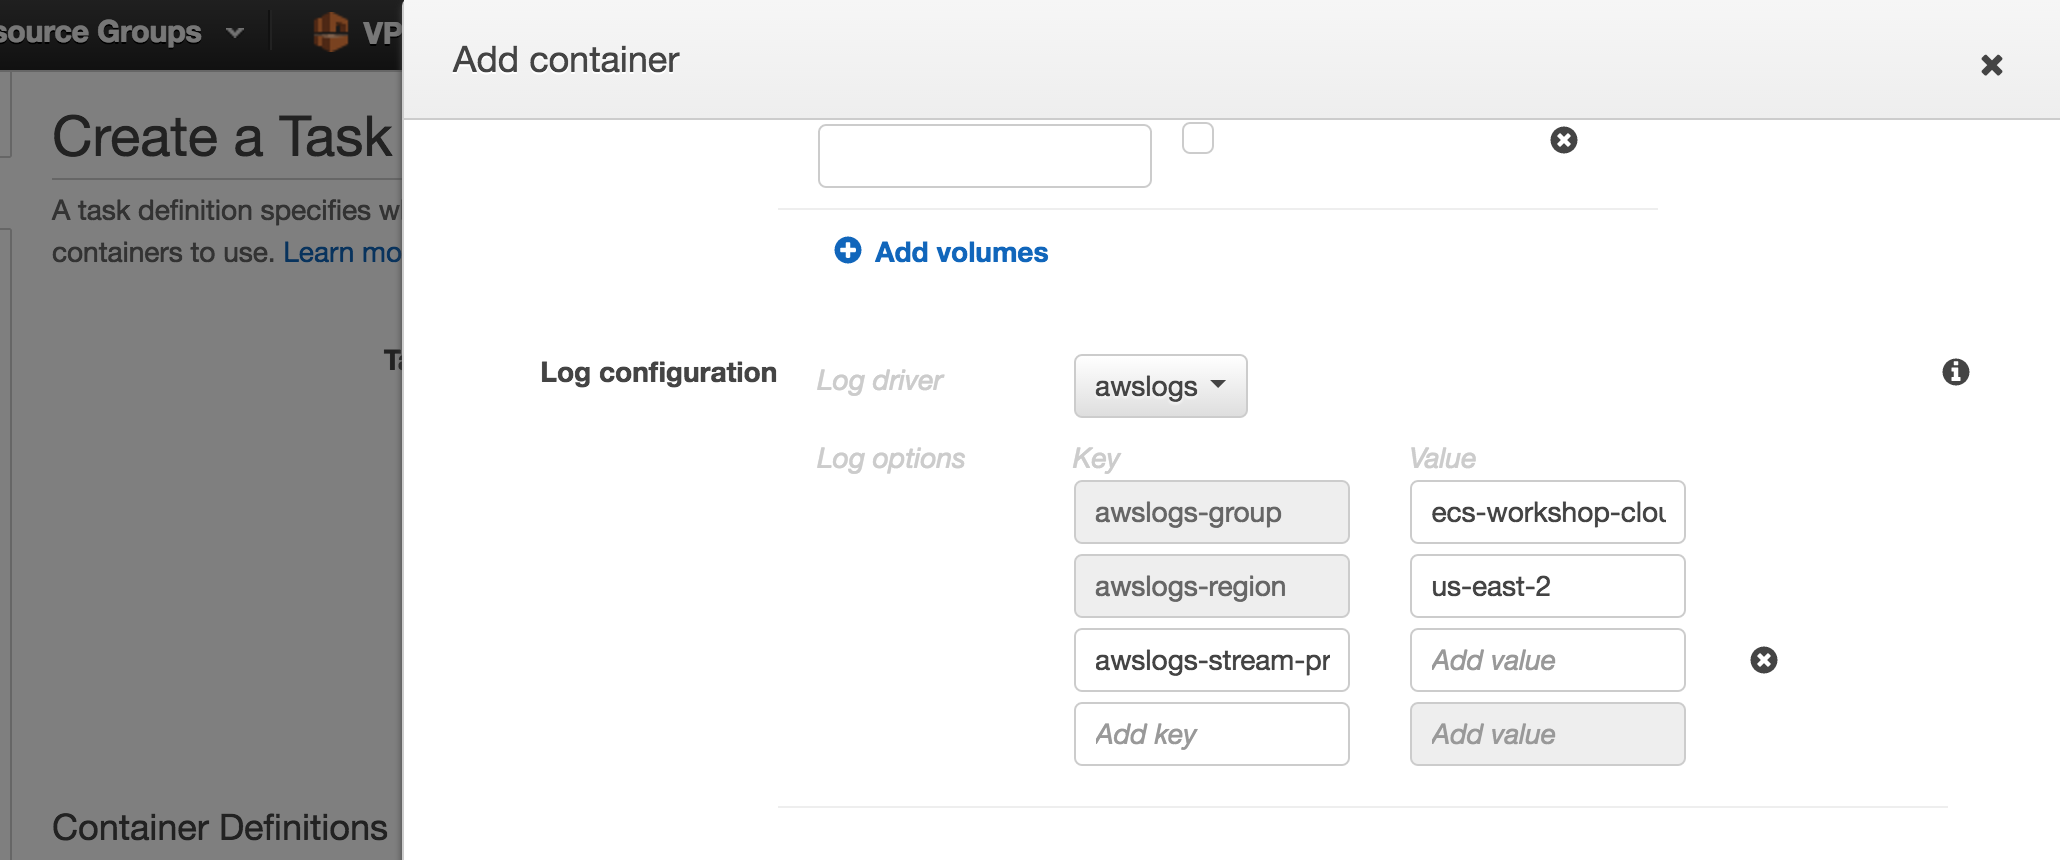 source Groups
VP
Add container
Create a Task
A task definition specifies w
containers to use. Learn mo
Add volumes
Ta
Log configuration
Log driver
awslogs
Log options
Key
Value
awslogs-group
ecs-workshop-clou
awslogs-region
us-east-2
awslogs-stream-pr
Add value
Add key
Add value
Container Definitions